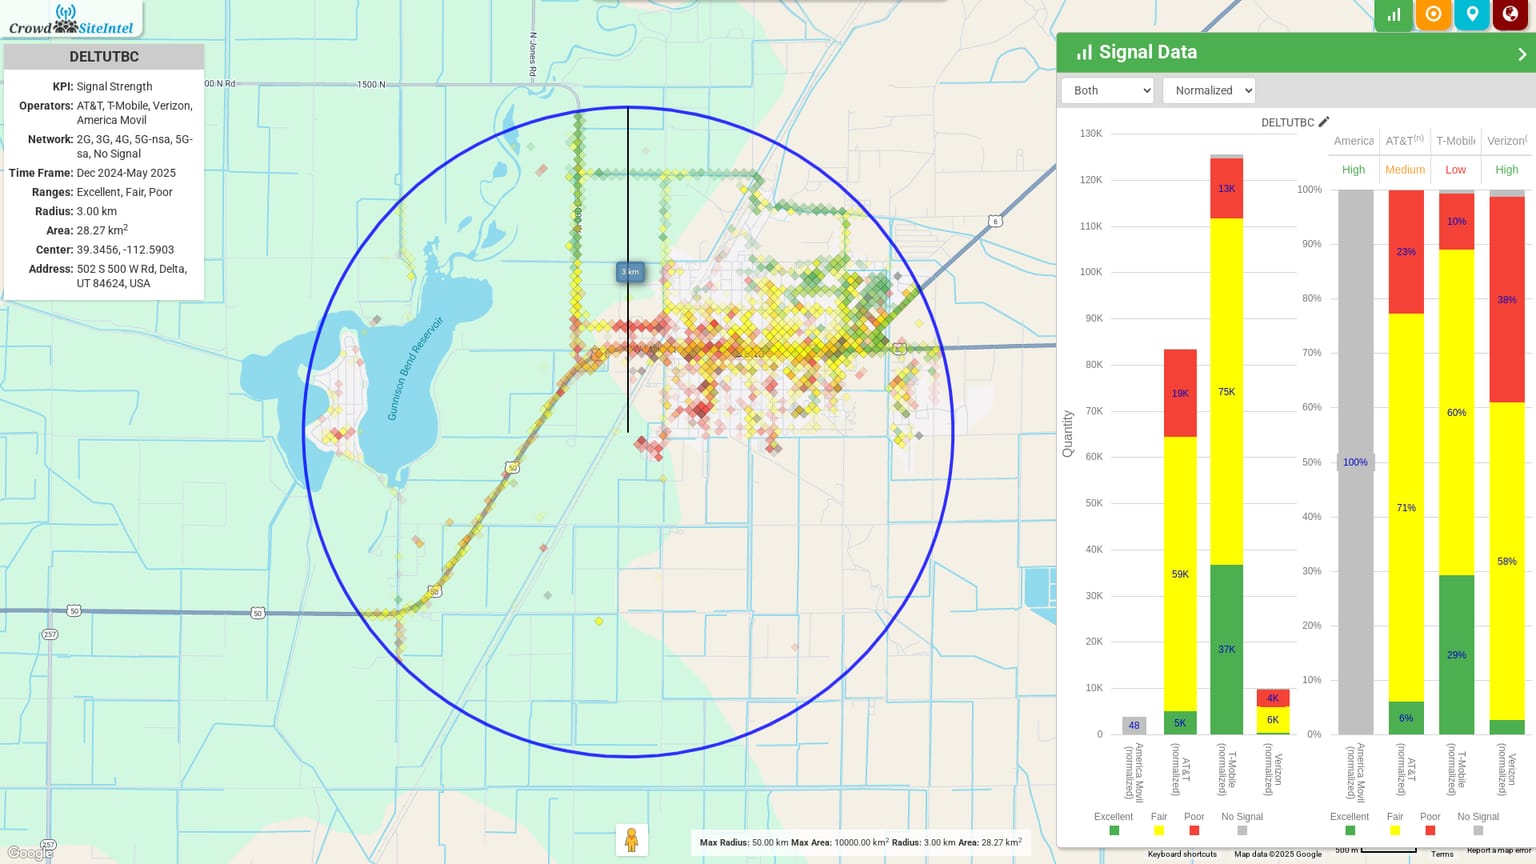 CrowdSiteIntel
DELTUTBC
KPI: Signal Strength
Operators: AT&T, T-Mobile, Verizon,
America Movil
Network: 2G, 3G, 4G, 5G-nsa, 5G-
sa, No Signal
Time Frame: Dec 2024-May 2025
Ranges: Excellent, Fair, Poor
Radius: 3.00 km
Area: 28.27 km²
Center: 39.3456, -112.5903
Address: 502 S 500 W Rd, Delta,
UT 84624, USA
00 N Rd
1500 N
N Jones Rd
6
3 km
Gunnison Bend Reservoir
50
50
50
50
257
257
Google
Max Radius: 50.00 km Max Area: 10000.00 km² Radius: 3.00 km Area: 28.27 km²
Keyboard shortcuts
Map data ©2025 Google
500 m
Terms
Report a map error
Signal Data
Both
Normalized
DELTUTBC
130K
120K
110K
100K
90K
80K
70K
60K
50K
40K
30K
20K
10K
0
Quantity
48
19K
59K
5K
13K
75K
37K
4K
6K
America Movil
(normalized)
AT&T
(normalized)
T-Mobile
(normalized)
Verizon
(normalized)
Excellent
Fair
Poor
No Signal
America
AT&T(n)
T-Mobile
Verizon(
High
Medium
Low
High
100%
90%
80%
70%
60%
50%
40%
30%
20%
10%
0%
100%
23%
71%
6%
10%
60%
29%
38%
58%
America Movil
(normalized)
AT&T
(normalized)
T-Mobile
(normalized)
Verizon
(normalized)
Excellent
Fair
Poor
No Signal